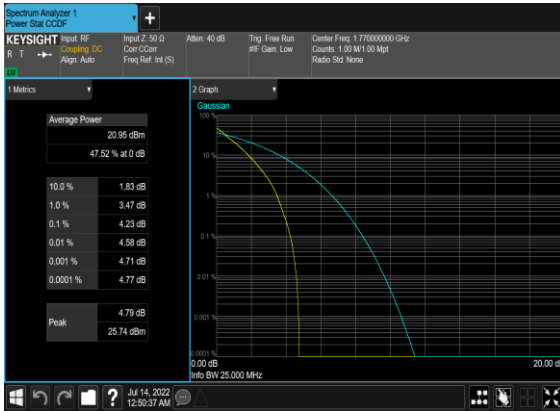 Spectrum Analyzer 1
Power Stat CCDF
+
KEYSIGHT
R T
Input: RF
Coupling: DC
Align: Auto
Input Z: 50 Ω
Corr CCorr
Freq Ref: Int (S)
Atten: 40 dB
Trig: Free Run
#IF Gain: Low
Center Freq: 1.770000000 GHz
Counts: 1.00 M/1.00 Mpt
Radio Std: None
1 Metrics
Average Power
20.95 dBm
47.52 % at 0 dB
10.0 % 1.83 dB
1.0 % 3.47 dB
0.1 % 4.23 dB
0.01 % 4.58 dB
0.001 % 4.71 dB
0.0001 % 4.77 dB
Peak
4.79 dB
25.74 dBm
2 Graph
Gaussian
100 %
10 %
1 %
0.1 %
0.01 %
0.001 %
0.0001 %
0.00 dB
20.00 d
Info BW 25.000 MHz
?
Jul 14, 2022
12:50:37 AM